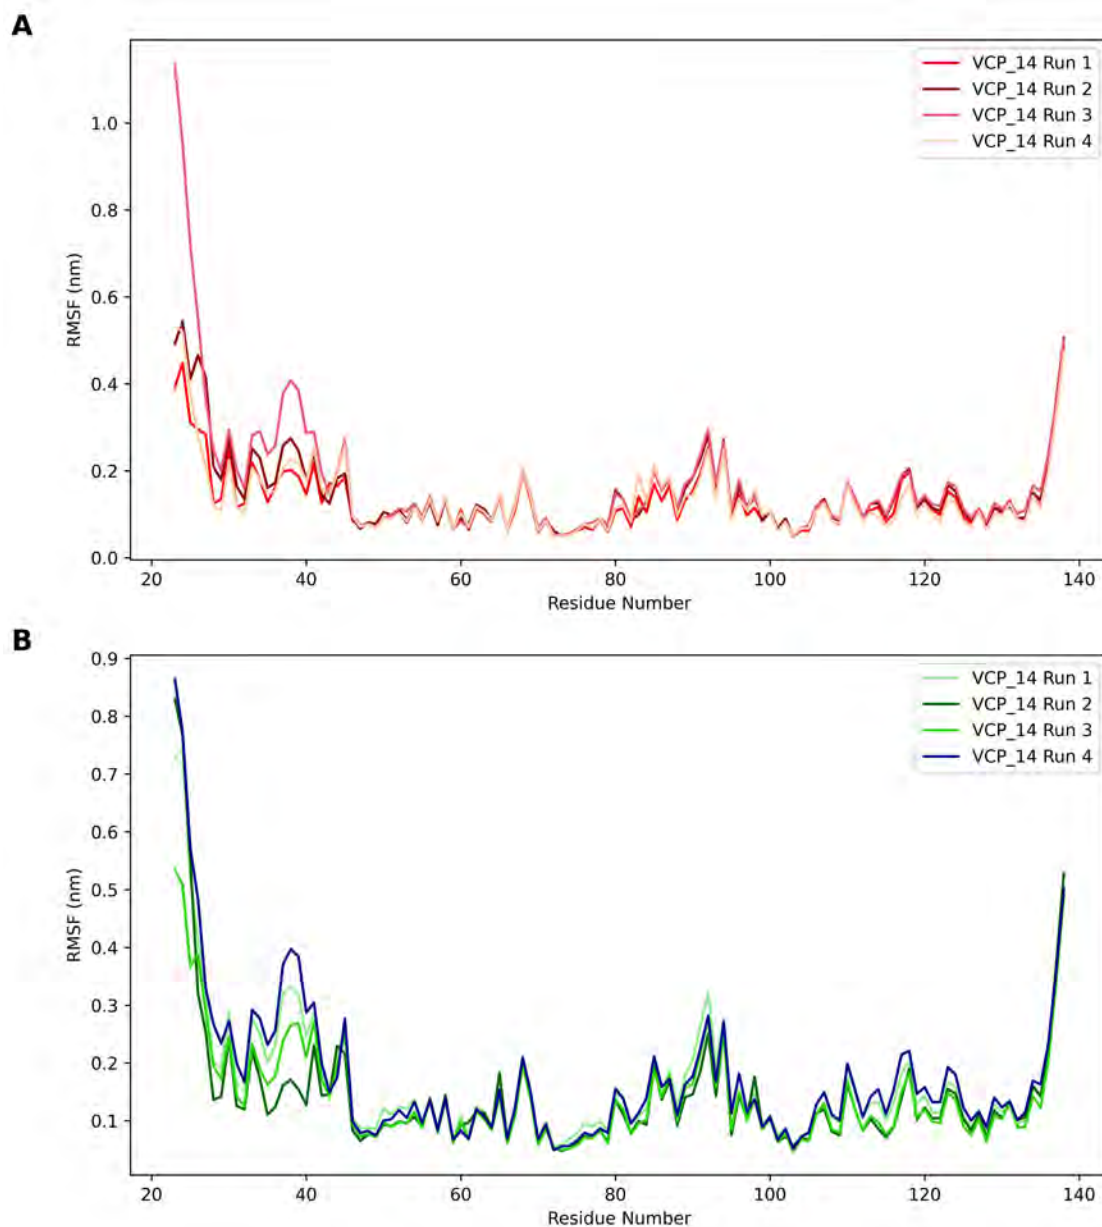 A
VCP_14 Run 1
VCP_14 Run 2
VCP_14 Run 3
VCP_14 Run 4
1.0
0.8
0.6
0.4
0.2
0.0
RMSF (nm)
20 40 60 80 100 120 140
Residue Number
B
VCP_14 Run 1
VCP_14 Run 2
VCP_14 Run 3
VCP_14 Run 4
0.9
0.8
0.7
0.6
0.5
0.4
0.3
0.2
0.1
RMSF (nm)
20 40 60 80 100 120 140
Residue Number